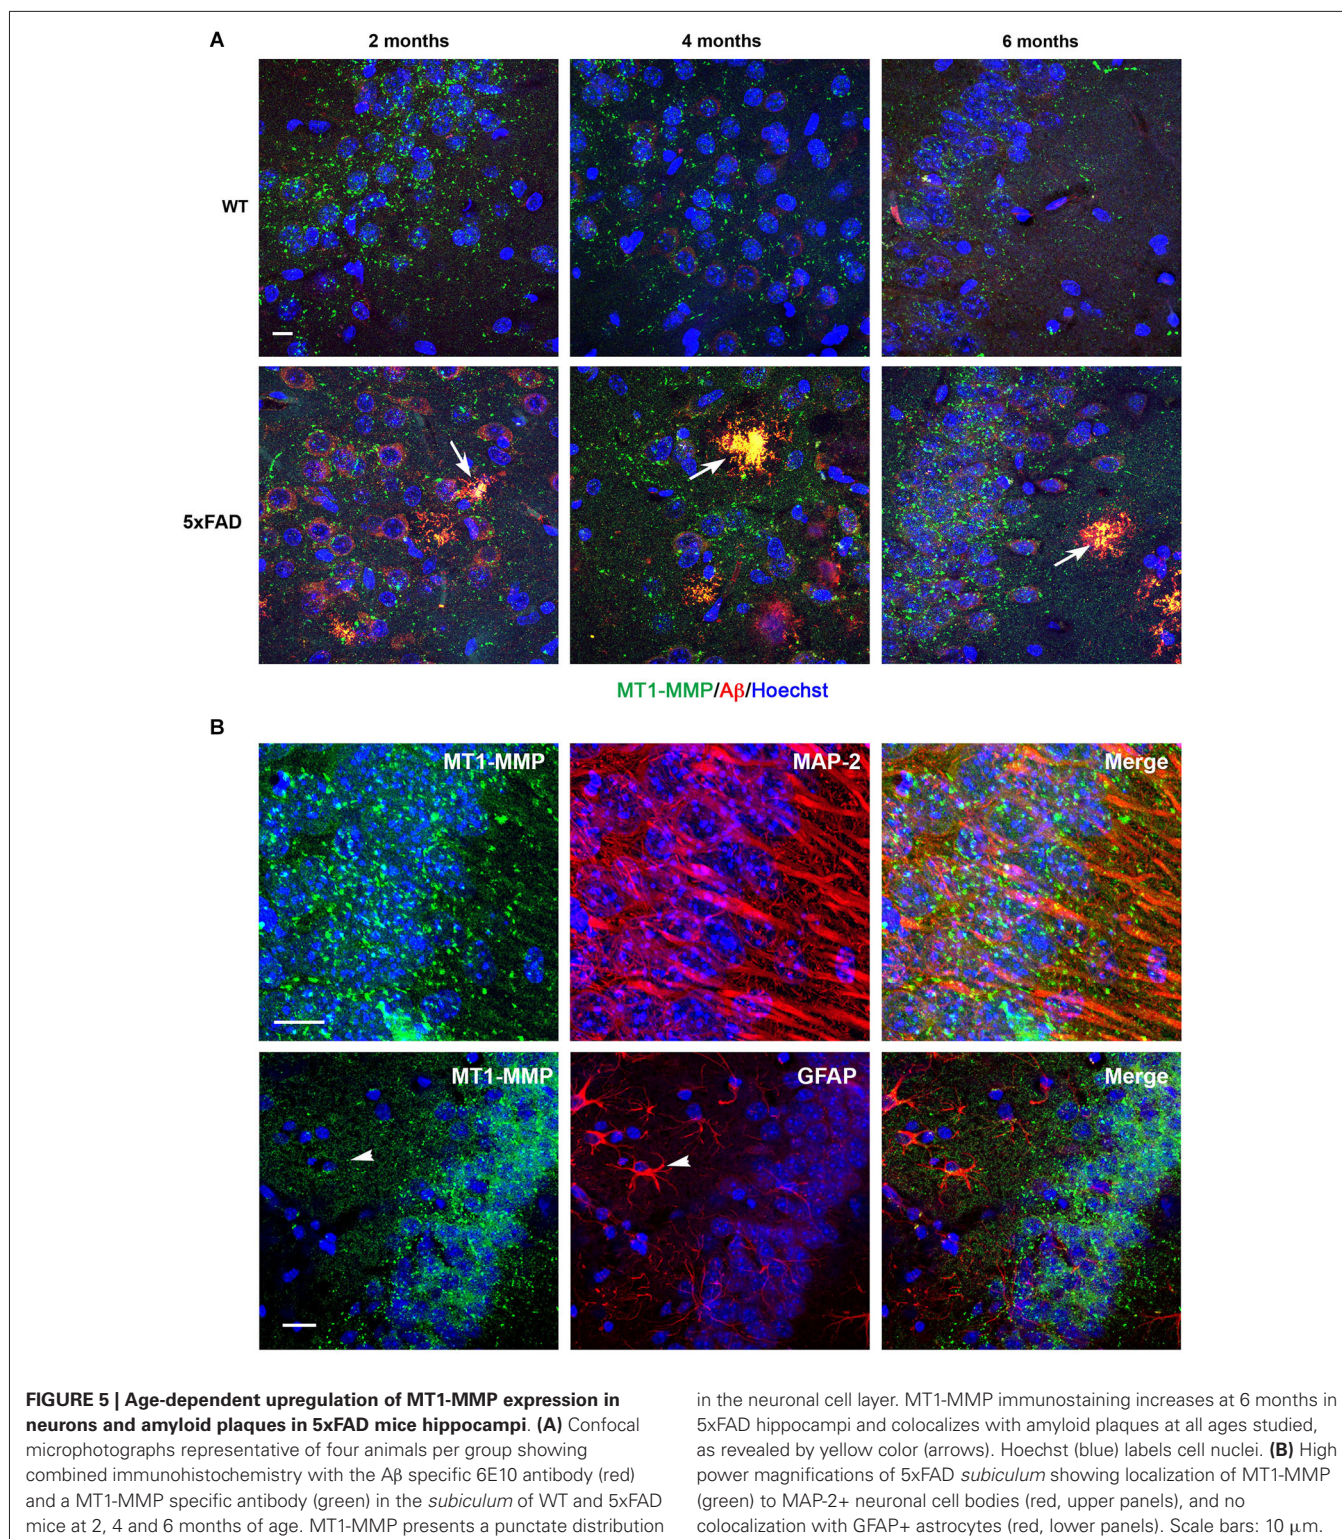 A
2 months
4 months
6 months
WT
5xFAD
MT1-MMP/Aβ/Hoechst
B
MT1-MMP
MAP-2
Merge
MT1-MMP
GFAP
Merge
FIGURE 5 | Age-dependent upregulation of MT1-MMP expression in
neurons and amyloid plaques in 5xFAD mice hippocampi. (A) Confocal
microphotographs representative of four animals per group showing
combined immunohistochemistry with the Aβ specific 6E10 antibody (red)
and a MT1-MMP specific antibody (green) in the subiculum of WT and 5xFAD
mice at 2, 4 and 6 months of age. MT1-MMP presents a punctate distribution
in the neuronal cell layer. MT1-MMP immunostaining increases at 6 months in
5xFAD hippocampi and colocalizes with amyloid plaques at all ages studied,
as revealed by yellow color (arrows). Hoechst (blue) labels cell nuclei. (B) High
power magnifications of 5xFAD subiculum showing localization of MT1-MMP
(green) to MAP-2+ neuronal cell bodies (red, upper panels), and no
colocalization with GFAP+ astrocytes (red, lower panels). Scale bars: 10 μm.